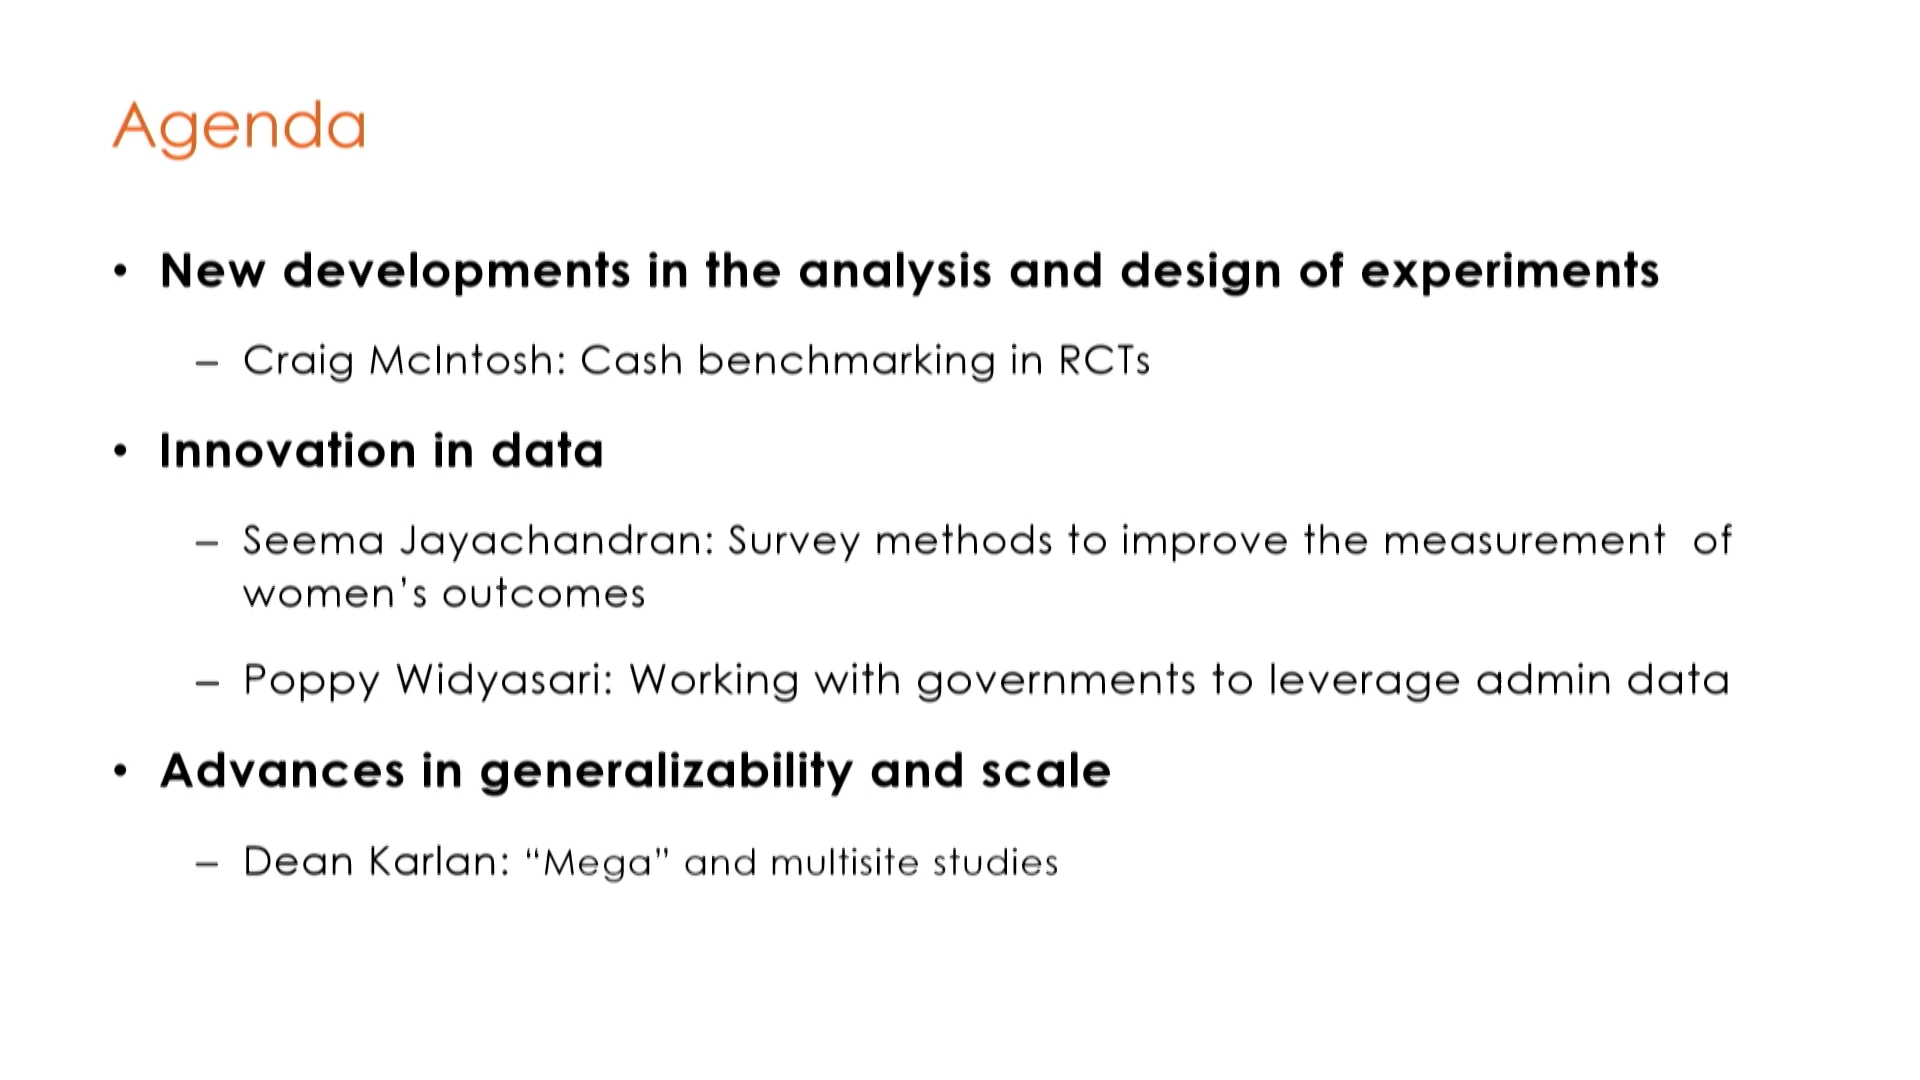 Agenda
• New developments in the analysis and design of experiments
– Craig McIntosh: Cash benchmarking in RCTs
• Innovation in data
– Seema Jayachandran: Survey methods to improve the measurement  of
women’s outcomes
– Poppy Widyasari: Working with governments to leverage admin data
• Advances in generalizability and scale
– Dean Karlan: “Mega” and multisite studies